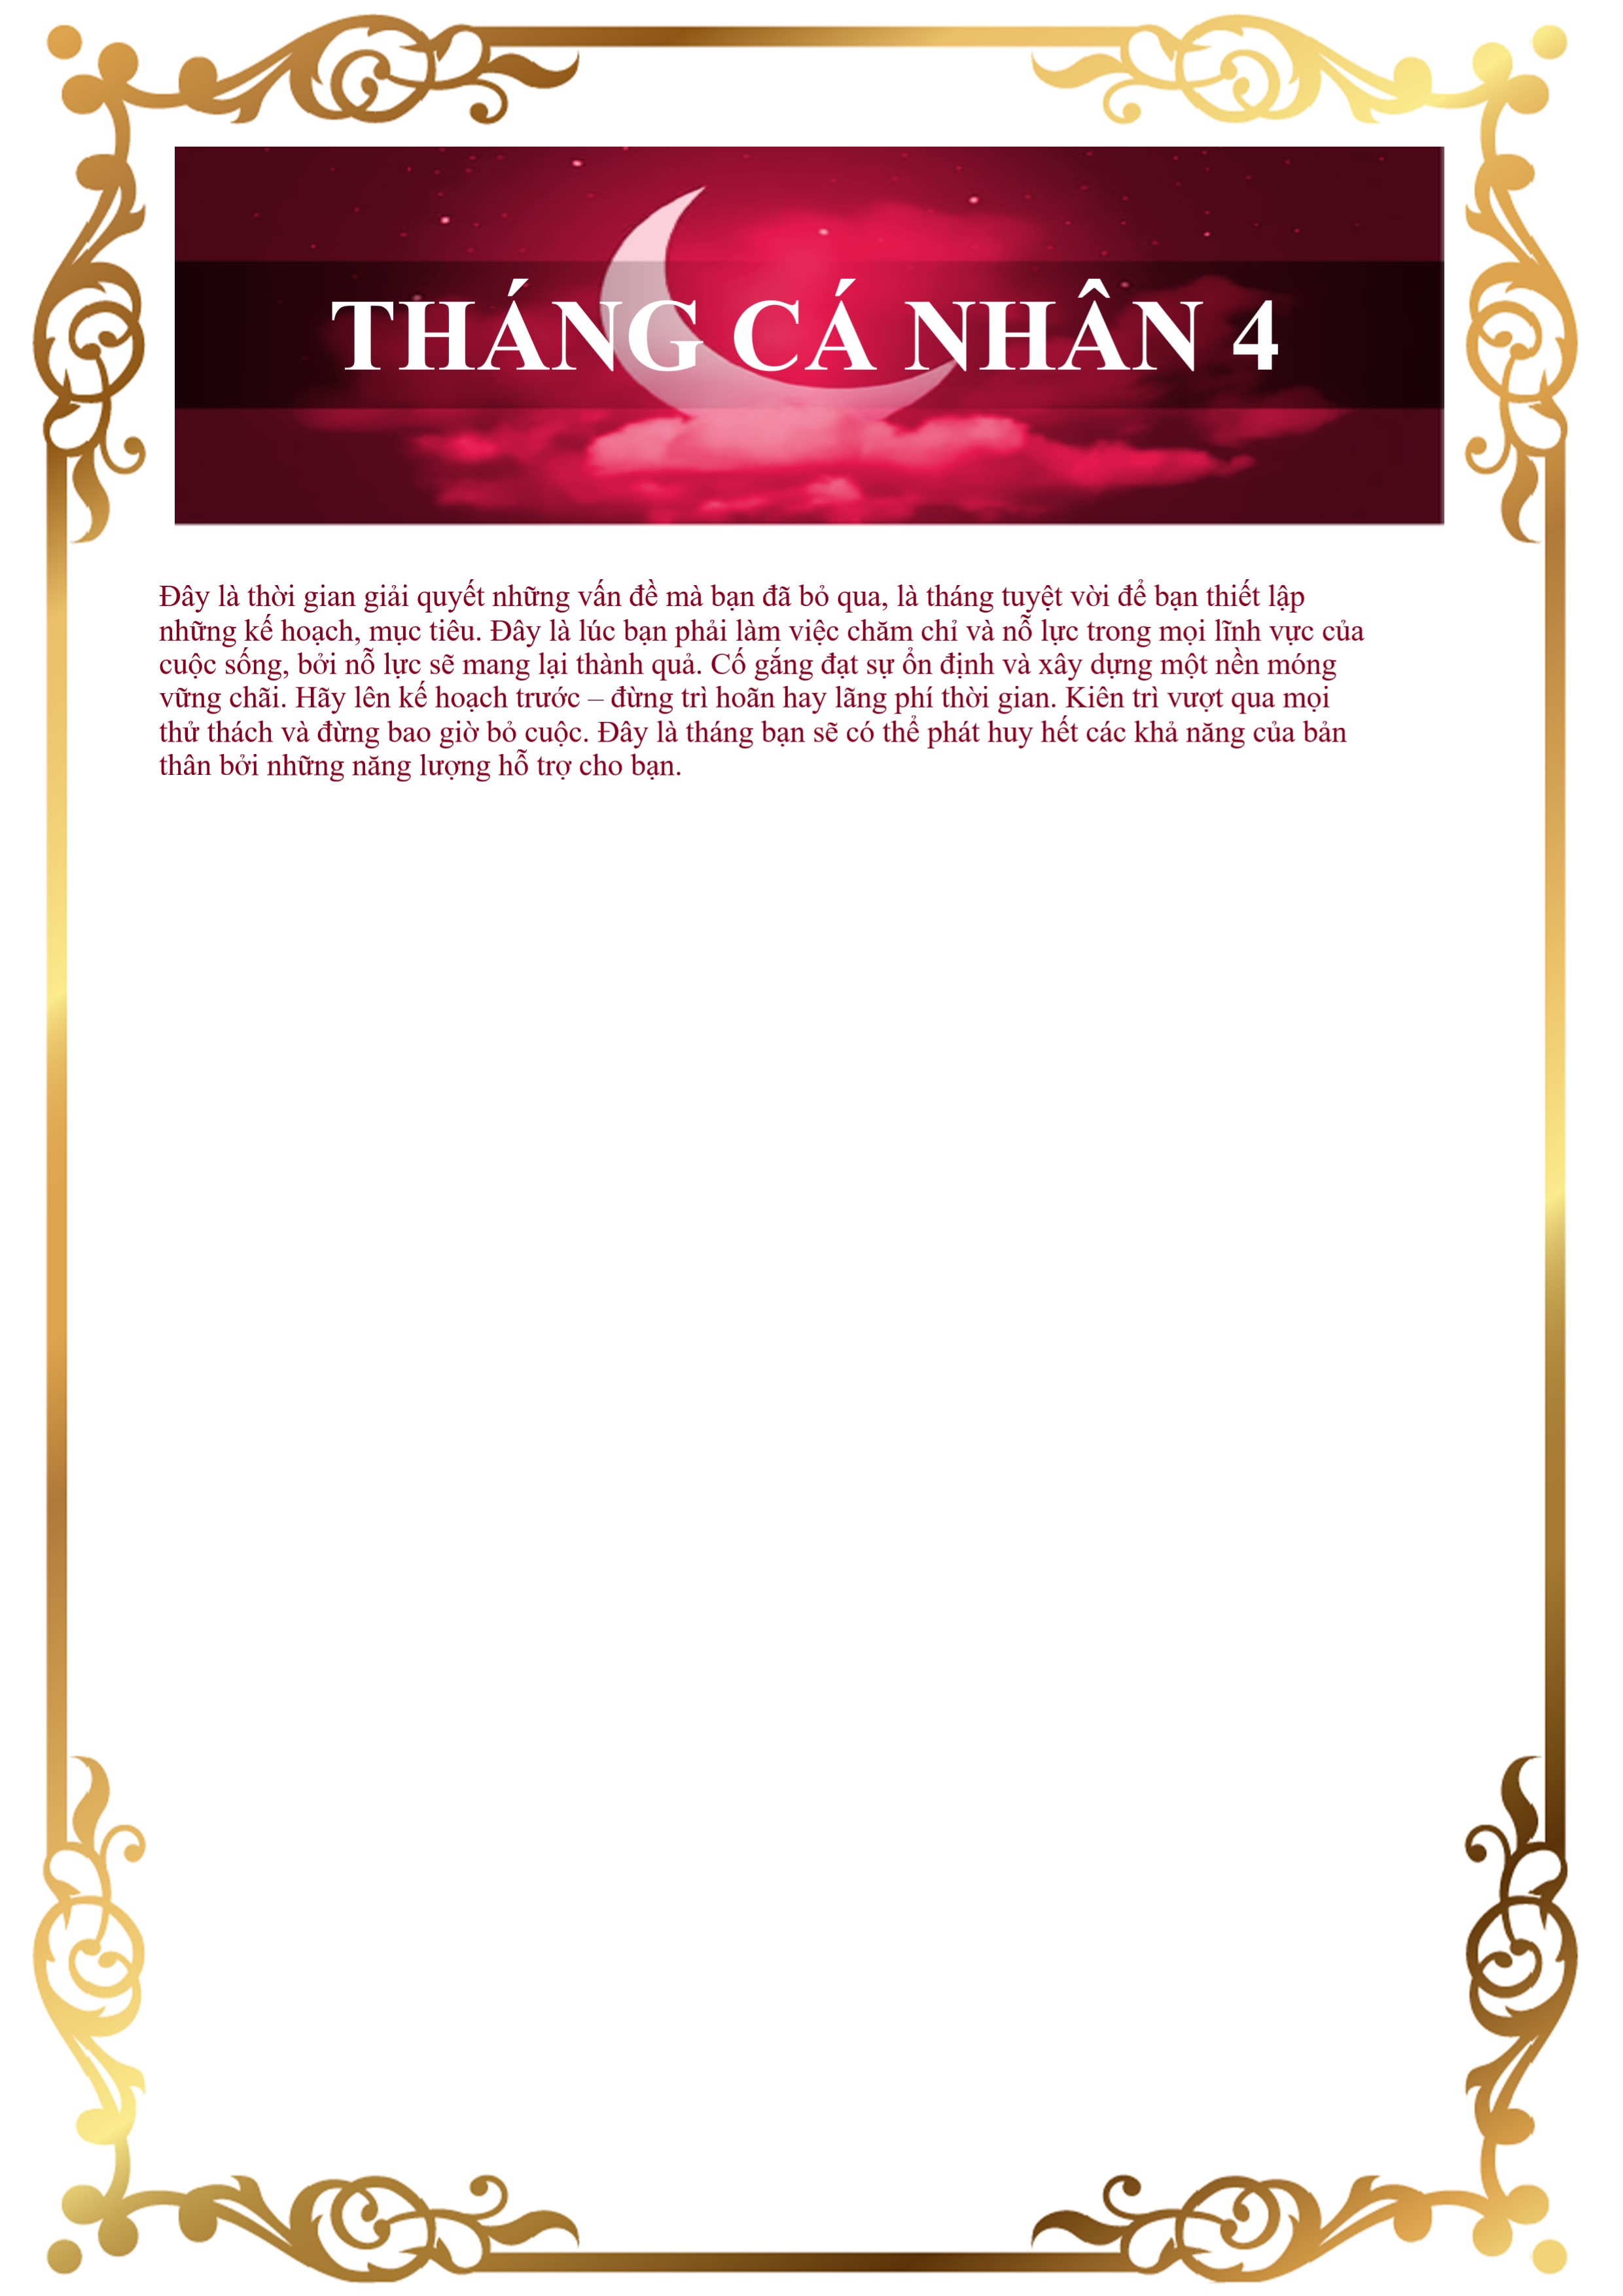 THÁNG CÁ NHÂN 4
Đây là thời gian giải quyết những vấn đề mà bạn đã bỏ qua, là tháng tuyệt vời để bạn thiết lập
những kế hoạch, mục tiêu. Đây là lúc bạn phải làm việc chăm chỉ và nỗ lực trong mọi lĩnh vực của
cuộc sống, bởi nỗ lực sẽ mang lại thành quả. Cố gắng đạt sự ổn định và xây dựng một nền móng
vững chãi. Hãy lên kế hoạch trước – đừng trì hoãn hay lãng phí thời gian. Kiên trì vượt qua mọi
thử thách và đừng bao giờ bỏ cuộc. Đây là tháng bạn sẽ có thể phát huy hết các khả năng của bản
thân bởi những năng lượng hỗ trợ cho bạn.